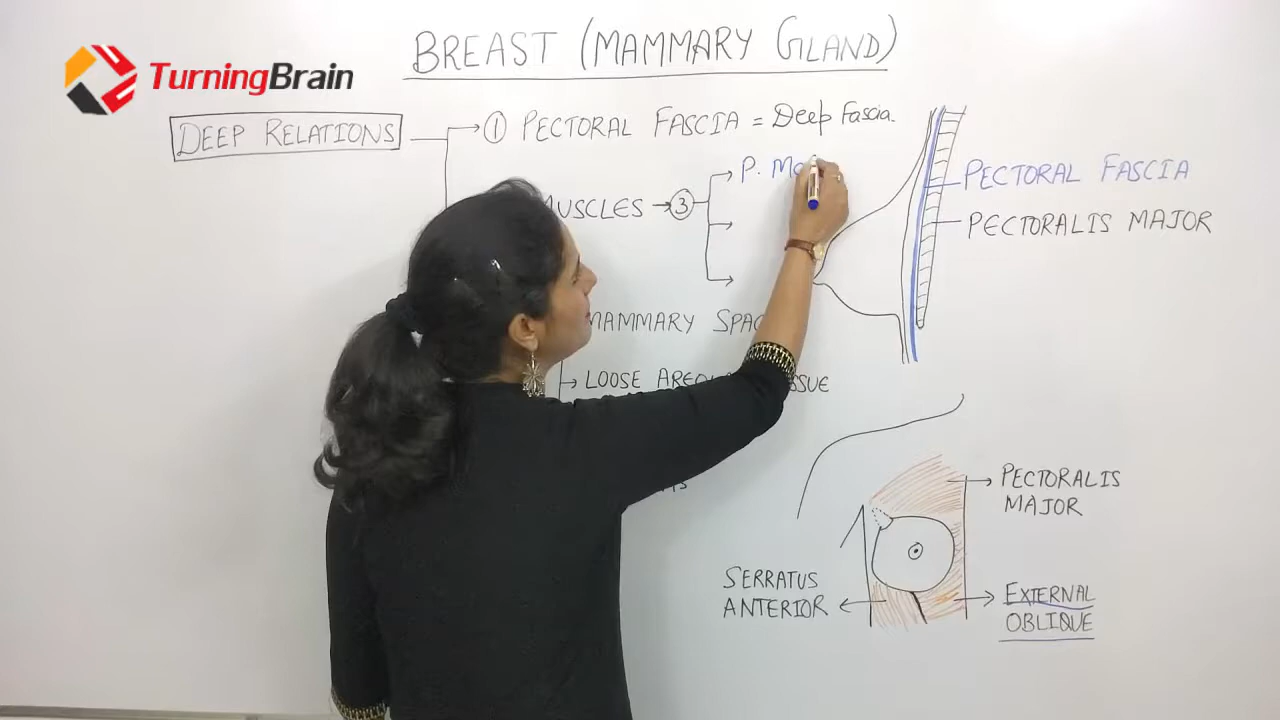 BREAST (MAMMARY GLAND)
TurningBrain
DEEP RELATIONS
① PECTORAL FASCIA = Deep Fascia.
MUSCLES → ③
P. Ma
MAMMARY SPAC
LOOSE AREO
SSUE
PECTORAL FASCIA
PECTORALIS MAJOR
PECTORALIS
MAJOR
SERRATUS
ANTERIOR
EXTERNAL
OBLIQUE